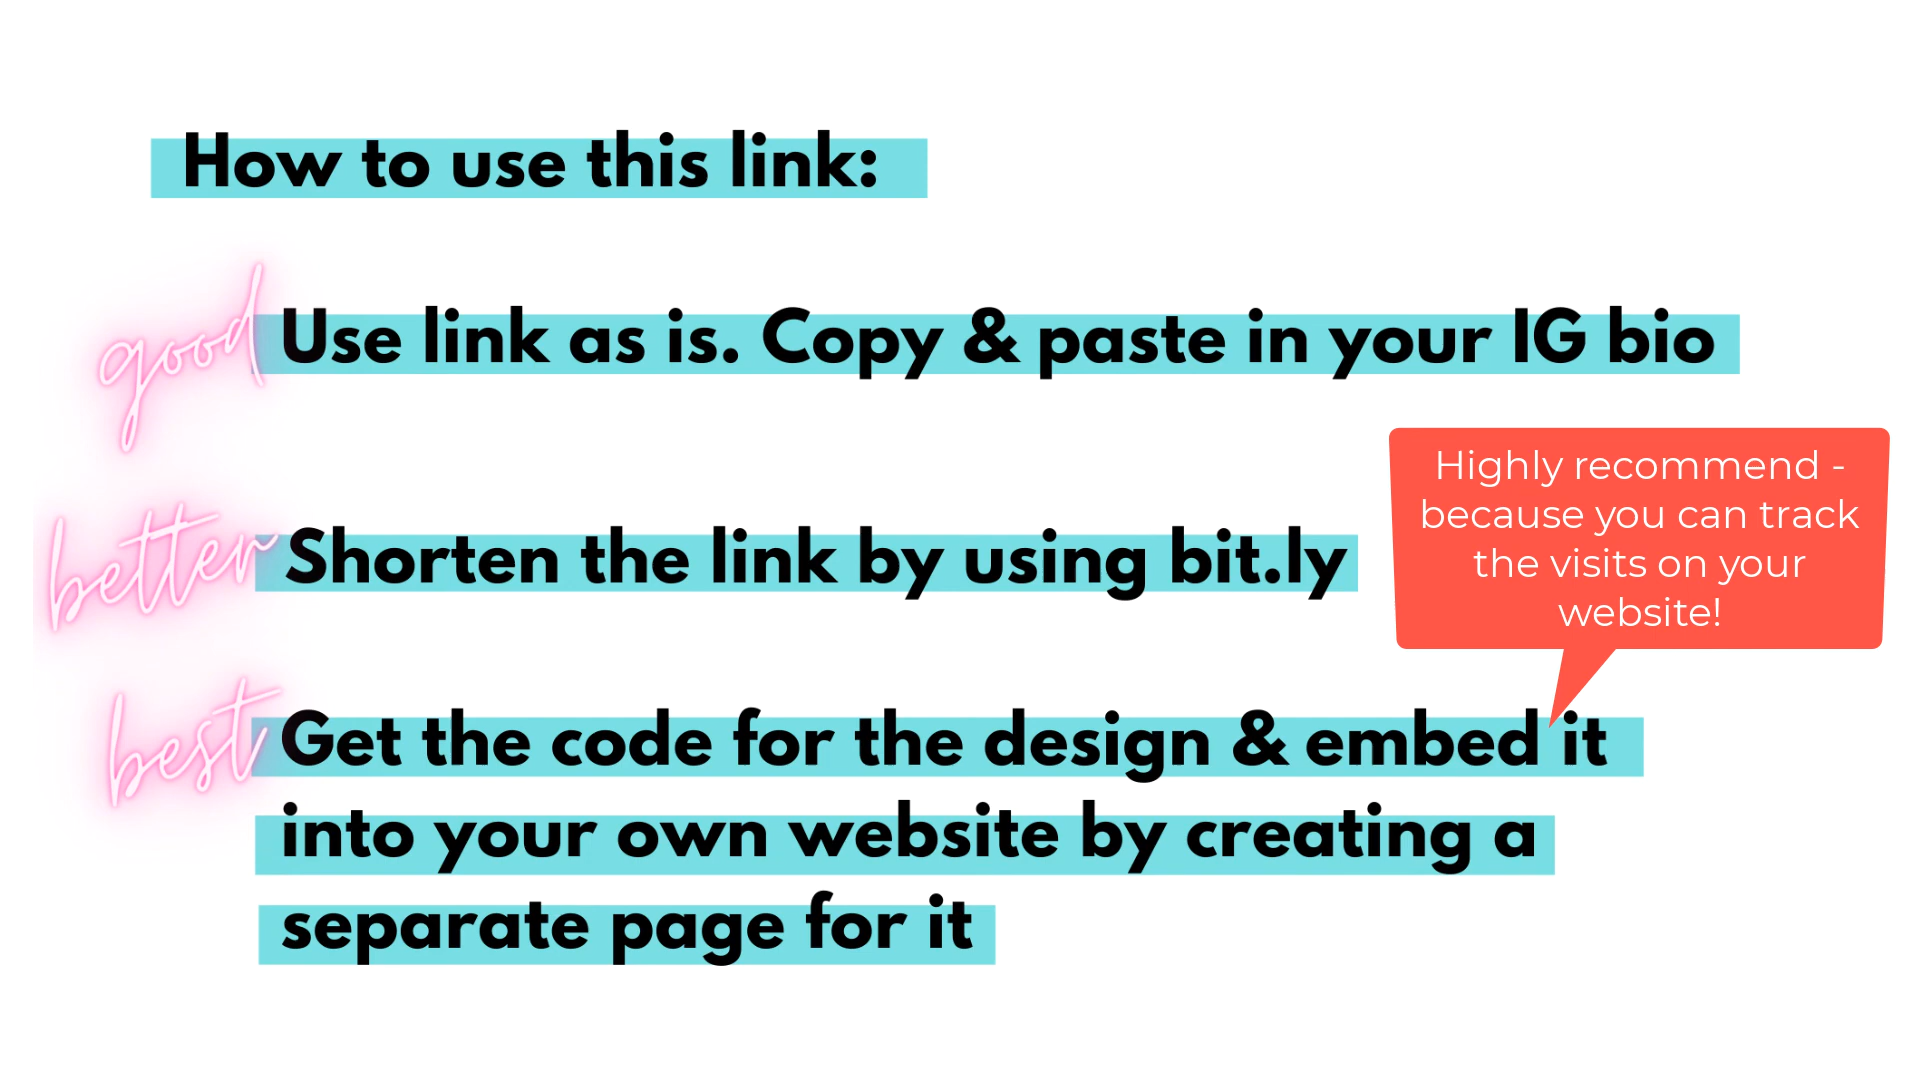 How to use this link:
good
Use link as is. Copy & paste in your IG bio
better
Shorten the link by using bit.ly
Highly recommend -
because you can track
the visits on your
website!
best
Get the code for the design & embed it
into your own website by creating a
separate page for it